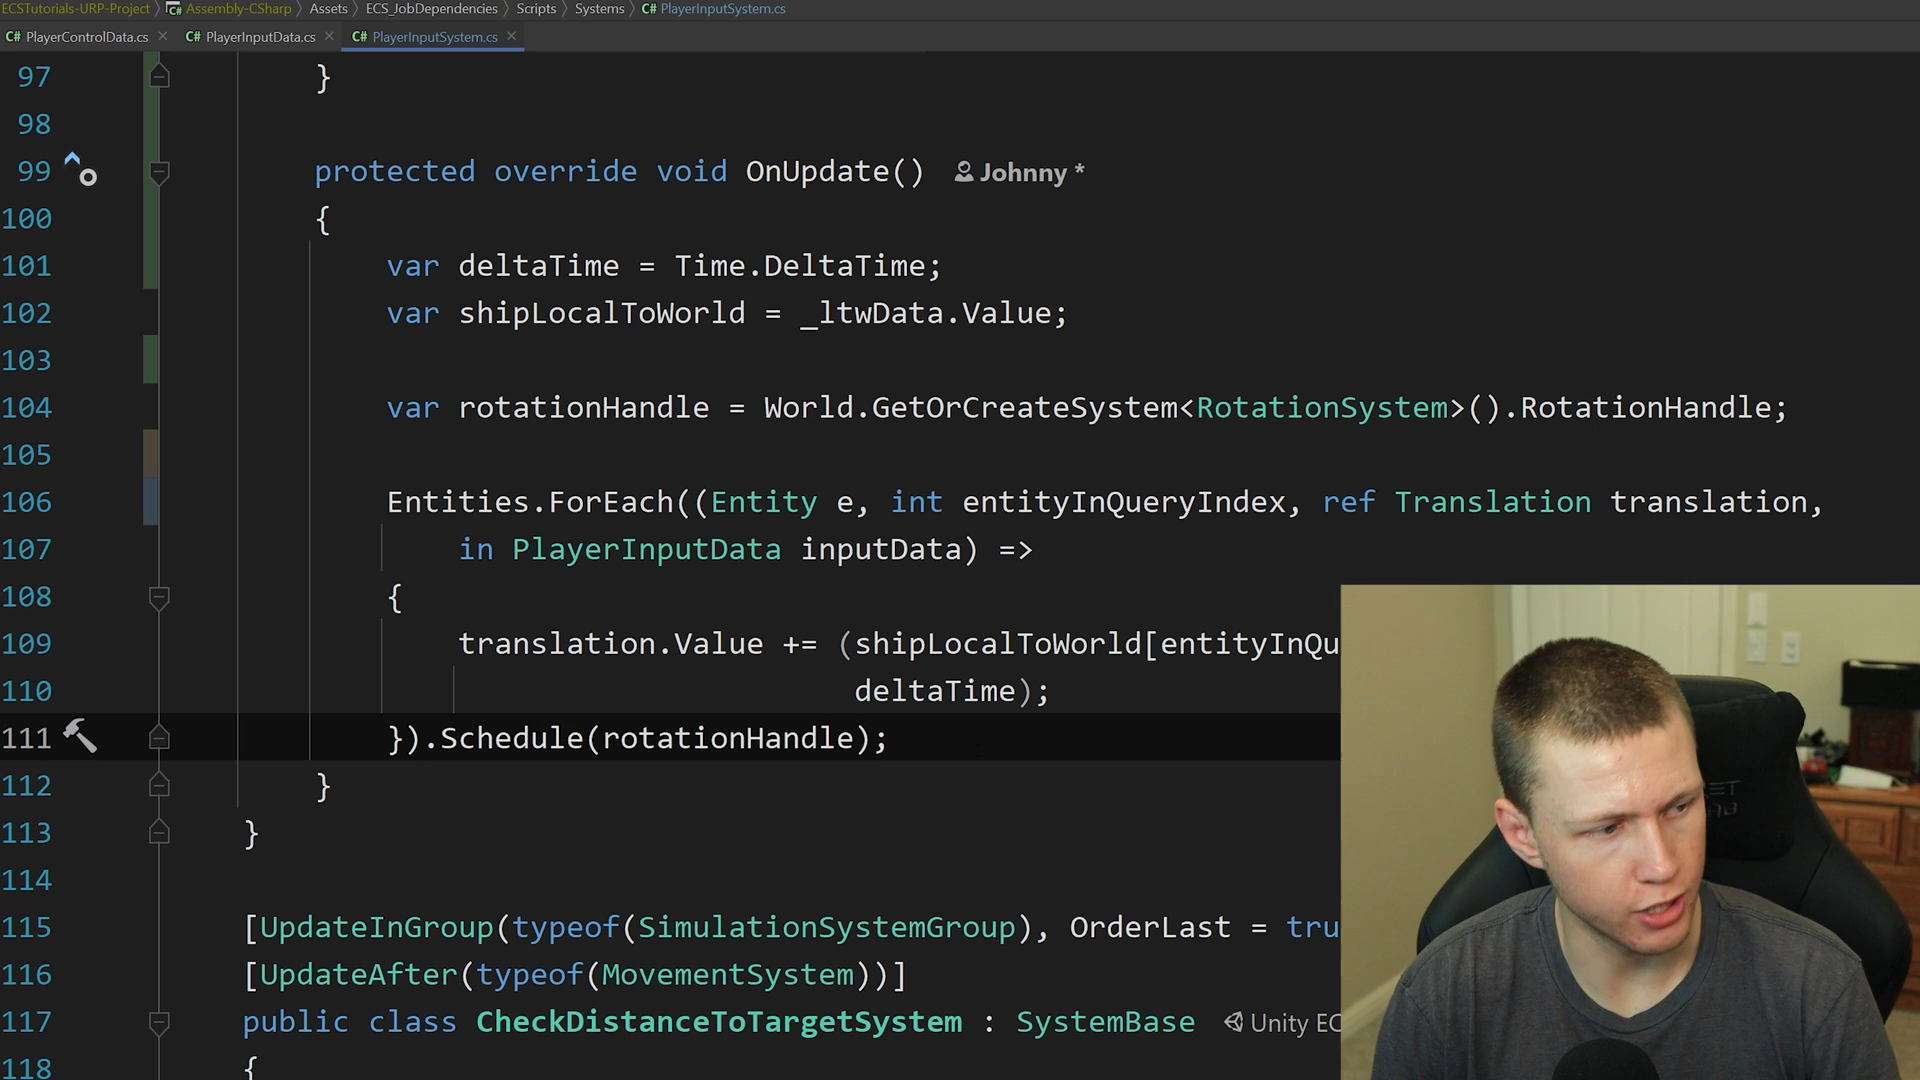 ECSTutorials-URP-Project > C# Assembly-CSharp > Assets > ECS_JobDependencies > Scripts > Systems > C# PlayerInputSystem.cs
C# PlayerControlData.cs × C# PlayerInputData.cs × C# PlayerInputSystem.cs ×
97 }
98
99 protected override void OnUpdate() Johnny *
100 {
101 var deltaTime = Time.DeltaTime;
102 var shipLocalToWorld = _ltwData.Value;
103
104 var rotationHandle = World.GetOrCreateSystem<RotationSystem>().RotationHandle;
105
106 Entities.ForEach((Entity e, int entityInQueryIndex, ref Translation translation,
107 in PlayerInputData inputData) =>
108 {
109 translation.Value += (shipLocalToWorld[entityInQu
110 deltaTime);
111 }).Schedule(rotationHandle);
112 }
113 }
114
115 [UpdateInGroup(typeof(SimulationSystemGroup), OrderLast = tru
116 [UpdateAfter(typeof(MovementSystem))]
117 public class CheckDistanceToTargetSystem : SystemBase Unity EC
118 {